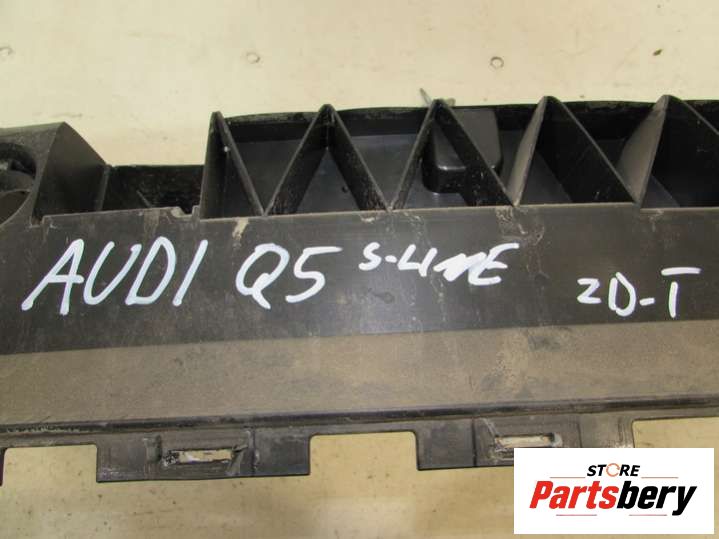 AUDI Q5 S-LINE 2D-T
STORE
Partsbery